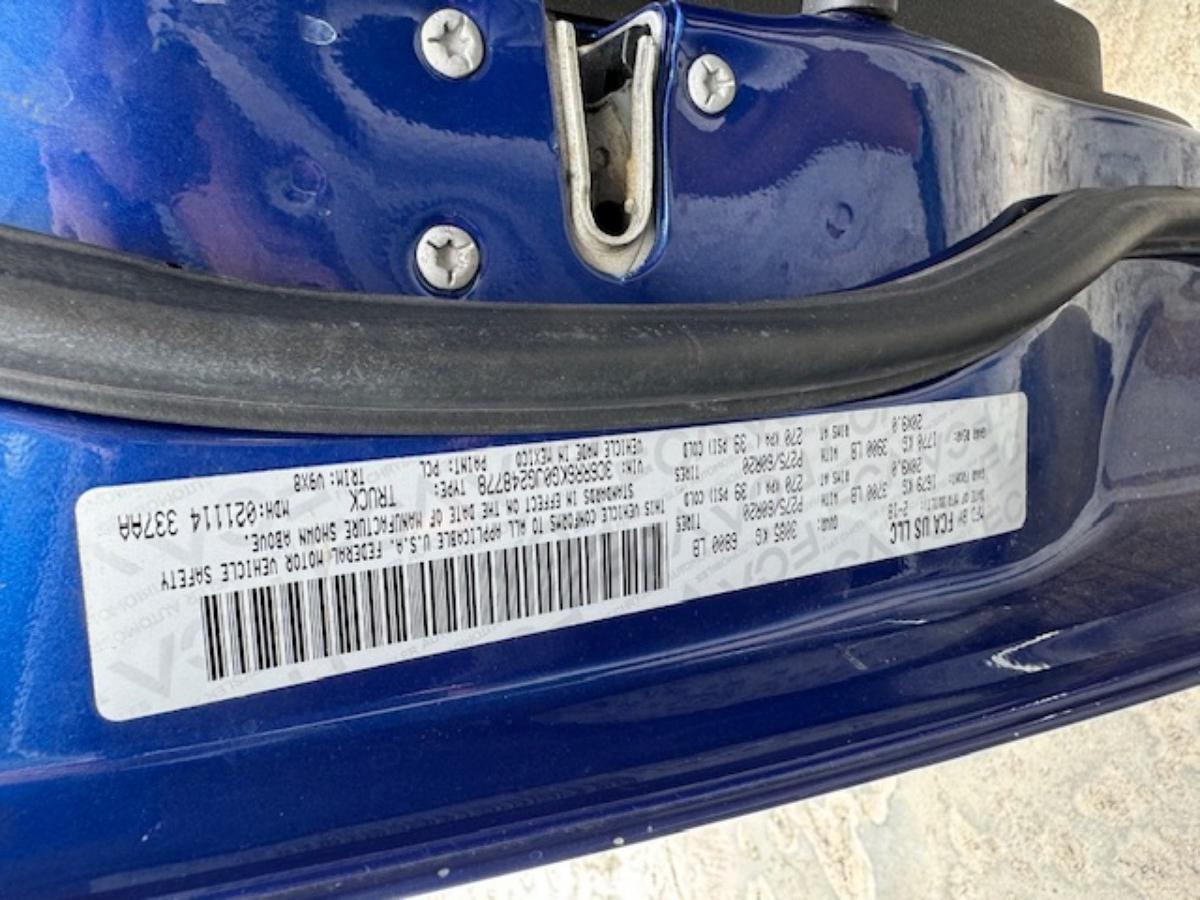 MFD BY FCA US LLC
DATE OF MFR: 2-18 GVWR: 3085 KG 6800 LB
GAWR FRONT: 1679 KG 3700 LB WITH P275/60R20 TIRES
20X9.0 RIMS AT 270 KPA ( 39 PSI) COLD
GAWR REAR: 1770 KG 3900 LB WITH P275/60R20 TIRES
20X9.0 RIMS AT 270 KPA ( 39 PSI) COLD
THIS VEHICLE CONFORMS TO ALL APPLICABLE U.S.A. FEDERAL MOTOR VEHICLE SAFETY
STANDARDS IN EFFECT ON THE DATE OF MANUFACTURE SHOWN ABOVE.
VIN: 3C6RR6KG0JG248778 TYPE: TRUCK MDH:021114 337AA
VEHICLE MADE IN MEXICO PAINT: PCL TRIM: V9X8